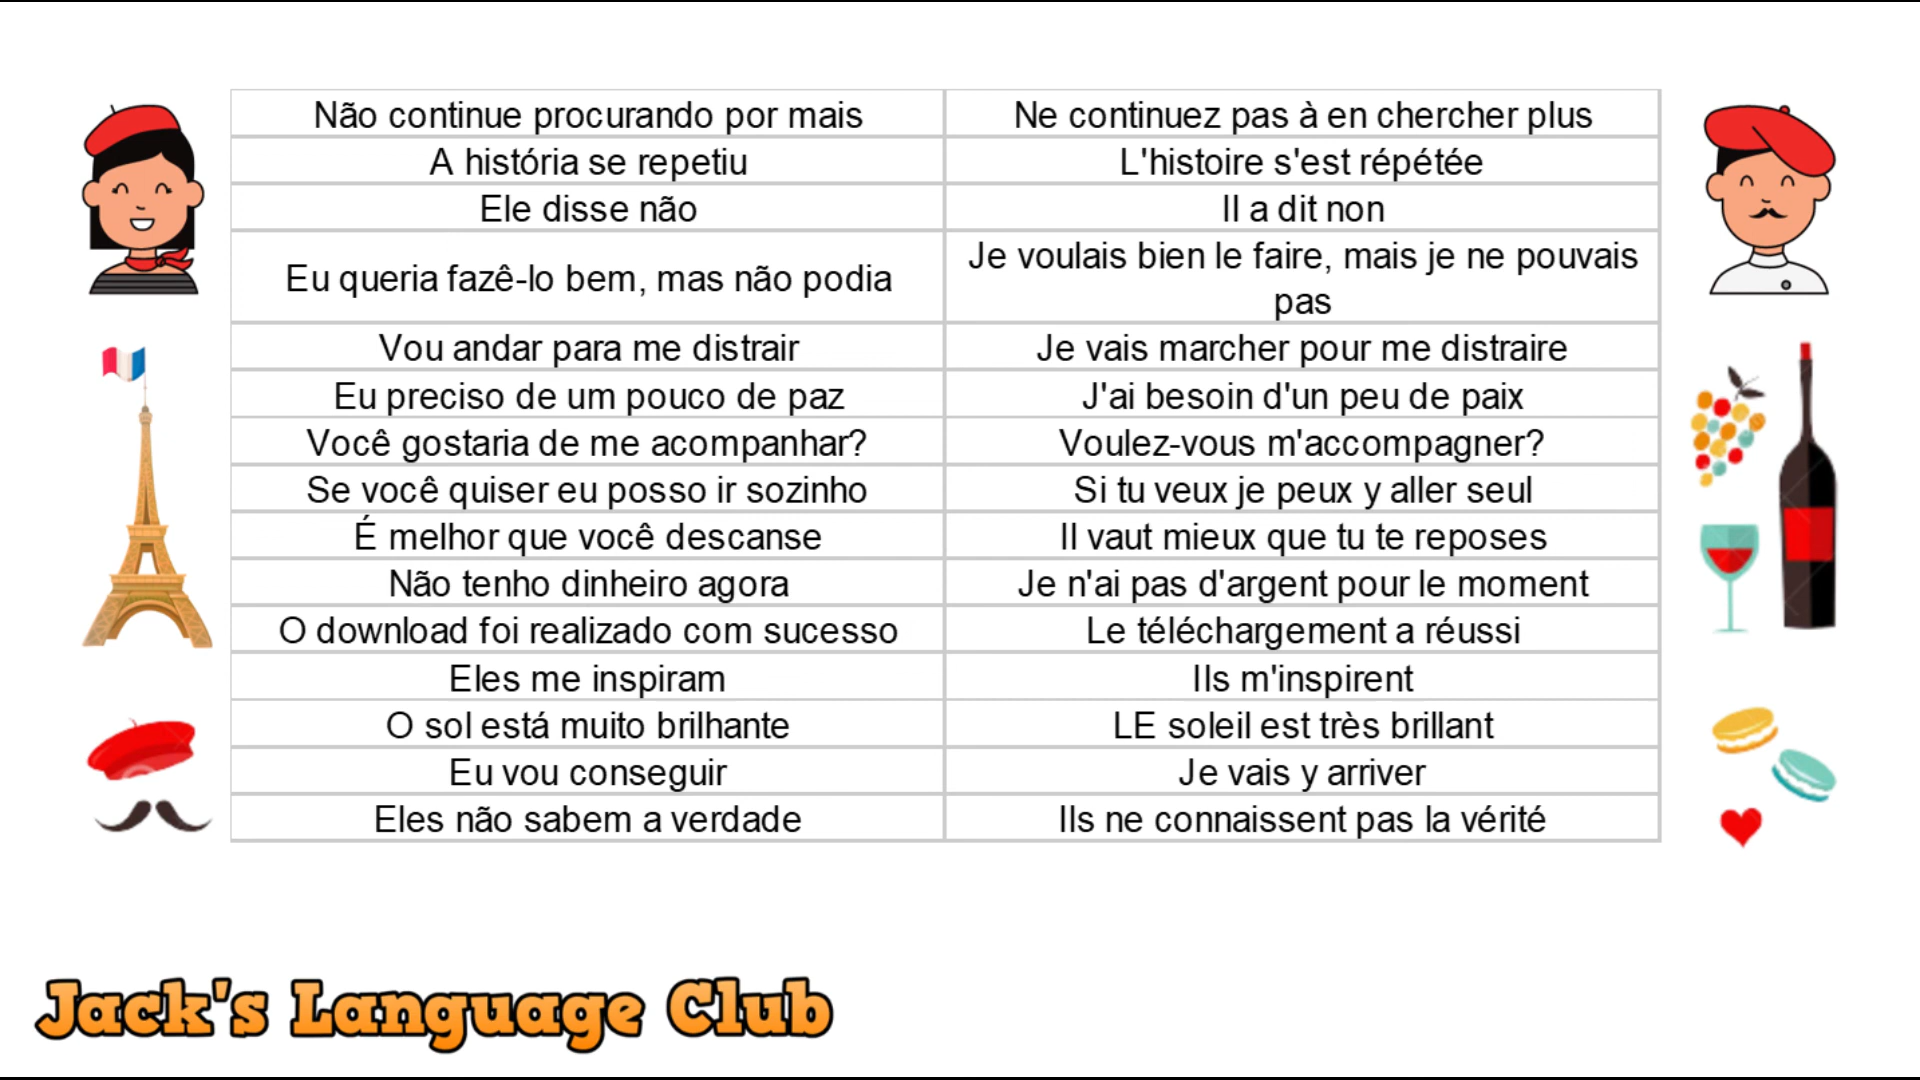 Não continue procurando por mais
Ne continuez pas à en chercher plus
A história se repetiu
L'histoire s'est répétée
Ele disse não
Il a dit non
Eu queria fazê-lo bem, mas não podia
Je voulais bien le faire, mais je ne pouvais
pas
Vou andar para me distrair
Je vais marcher pour me distraire
Eu preciso de um pouco de paz
J'ai besoin d'un peu de paix
Você gostaria de me acompanhar?
Voulez-vous m'accompagner?
Se você quiser eu posso ir sozinho
Si tu veux je peux y aller seul
É melhor que você descanse
Il vaut mieux que tu te reposes
Não tenho dinheiro agora
Je n'ai pas d'argent pour le moment
O download foi realizado com sucesso
Le téléchargement a réussi
Eles me inspiram
Ils m'inspirent
O sol está muito brilhante
LE soleil est très brillant
Eu vou conseguir
Je vais y arriver
Eles não sabem a verdade
Ils ne connaissent pas la vérité
Jack's Language Club